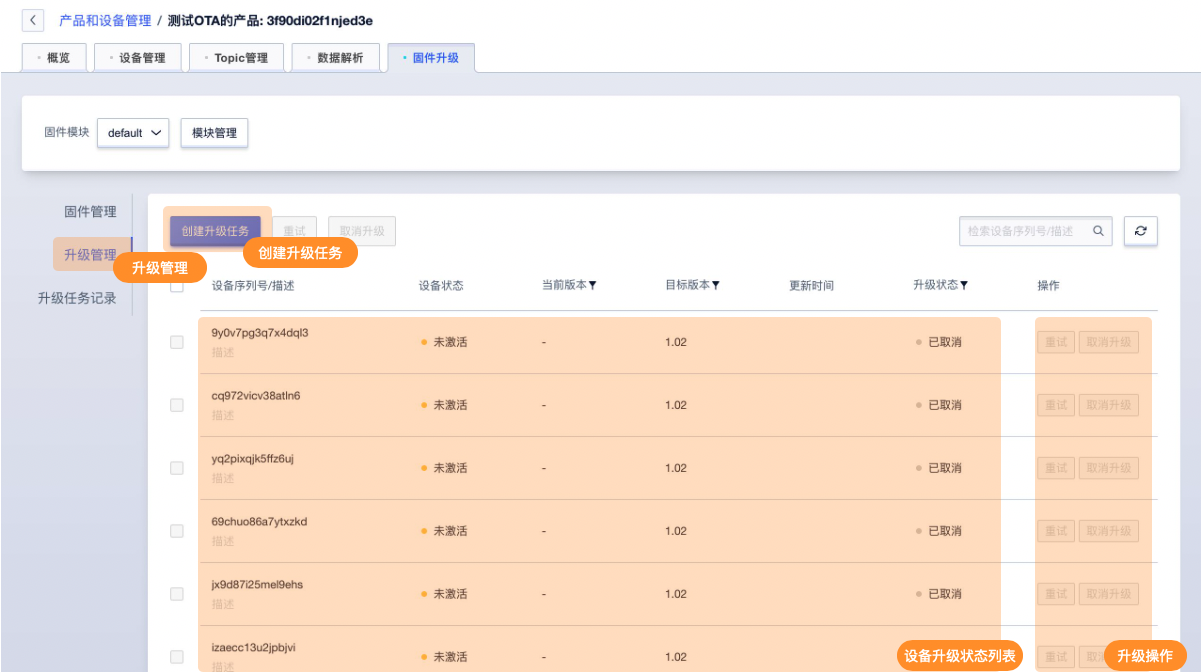 产品和设备管理 / 测试OTA的产品: 3f90di02f1njed3e
概览 设备管理 Topic管理 数据解析 固件升级
固件模块 default 模块管理
固件管理
升级管理
升级管理
升级任务记录
创建升级任务 重试 取消升级 检索设备序列号/描述
创建升级任务
设备序列号/描述 设备状态 当前版本 目标版本 更新时间 升级状态 操作
9y0v7pg3q7x4dql3
描述
未激活 - 1.02 已取消 重试 取消升级
cq972vicv38atln6
描述
未激活 - 1.02 已取消 重试 取消升级
yq2pixqjk5ffz6uj
描述
未激活 - 1.02 已取消 重试 取消升级
69chuo86a7ytxzkd
描述
未激活 - 1.02 已取消 重试 取消升级
jx9d87i25mel9ehs
描述
未激活 - 1.02 已取消 重试 取消升级
izaecc13u2jpbjvi
描述
未激活 - 1.02 设备升级状态列表 重试 取 升级操作